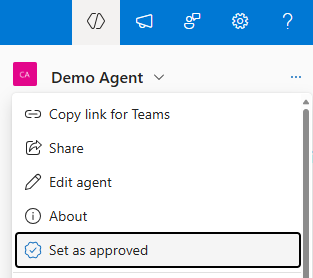 CA
Demo Agent
Copy link for Teams
Share
Edit agent
About
Set as approved